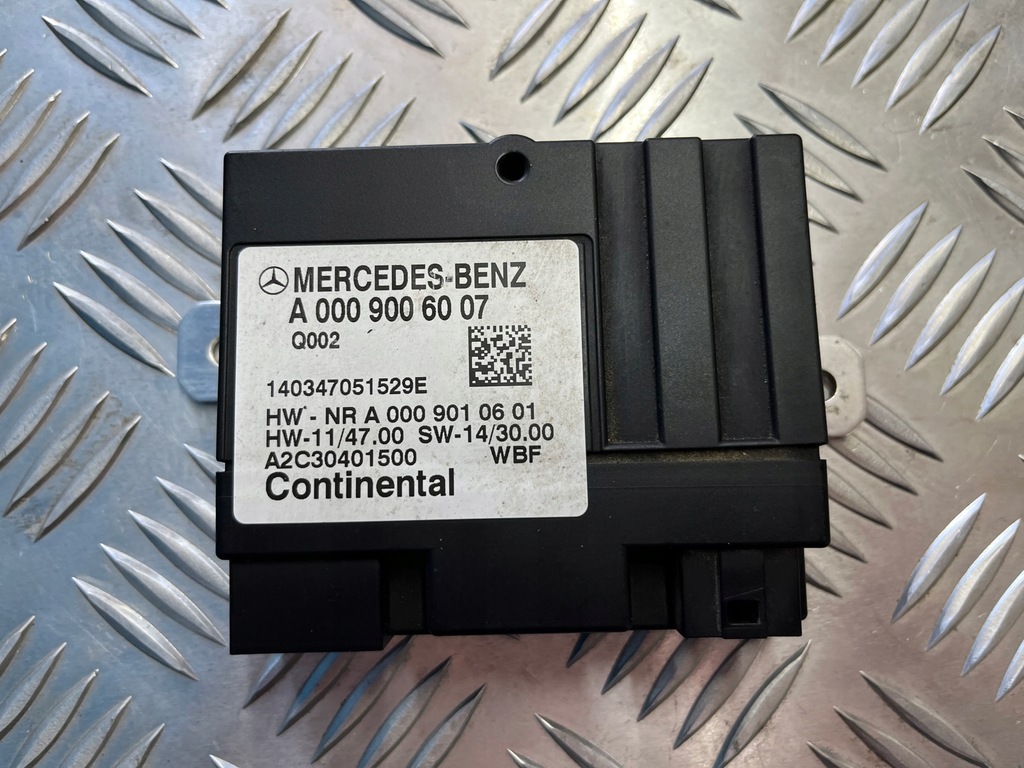 MERCEDES-BENZ
A 000 900 60 07
Q002
140347051529E
HW - NR A 000 901 06 01
HW-11/47.00 SW-14/30.00
A2C30401500 WBF
Continental